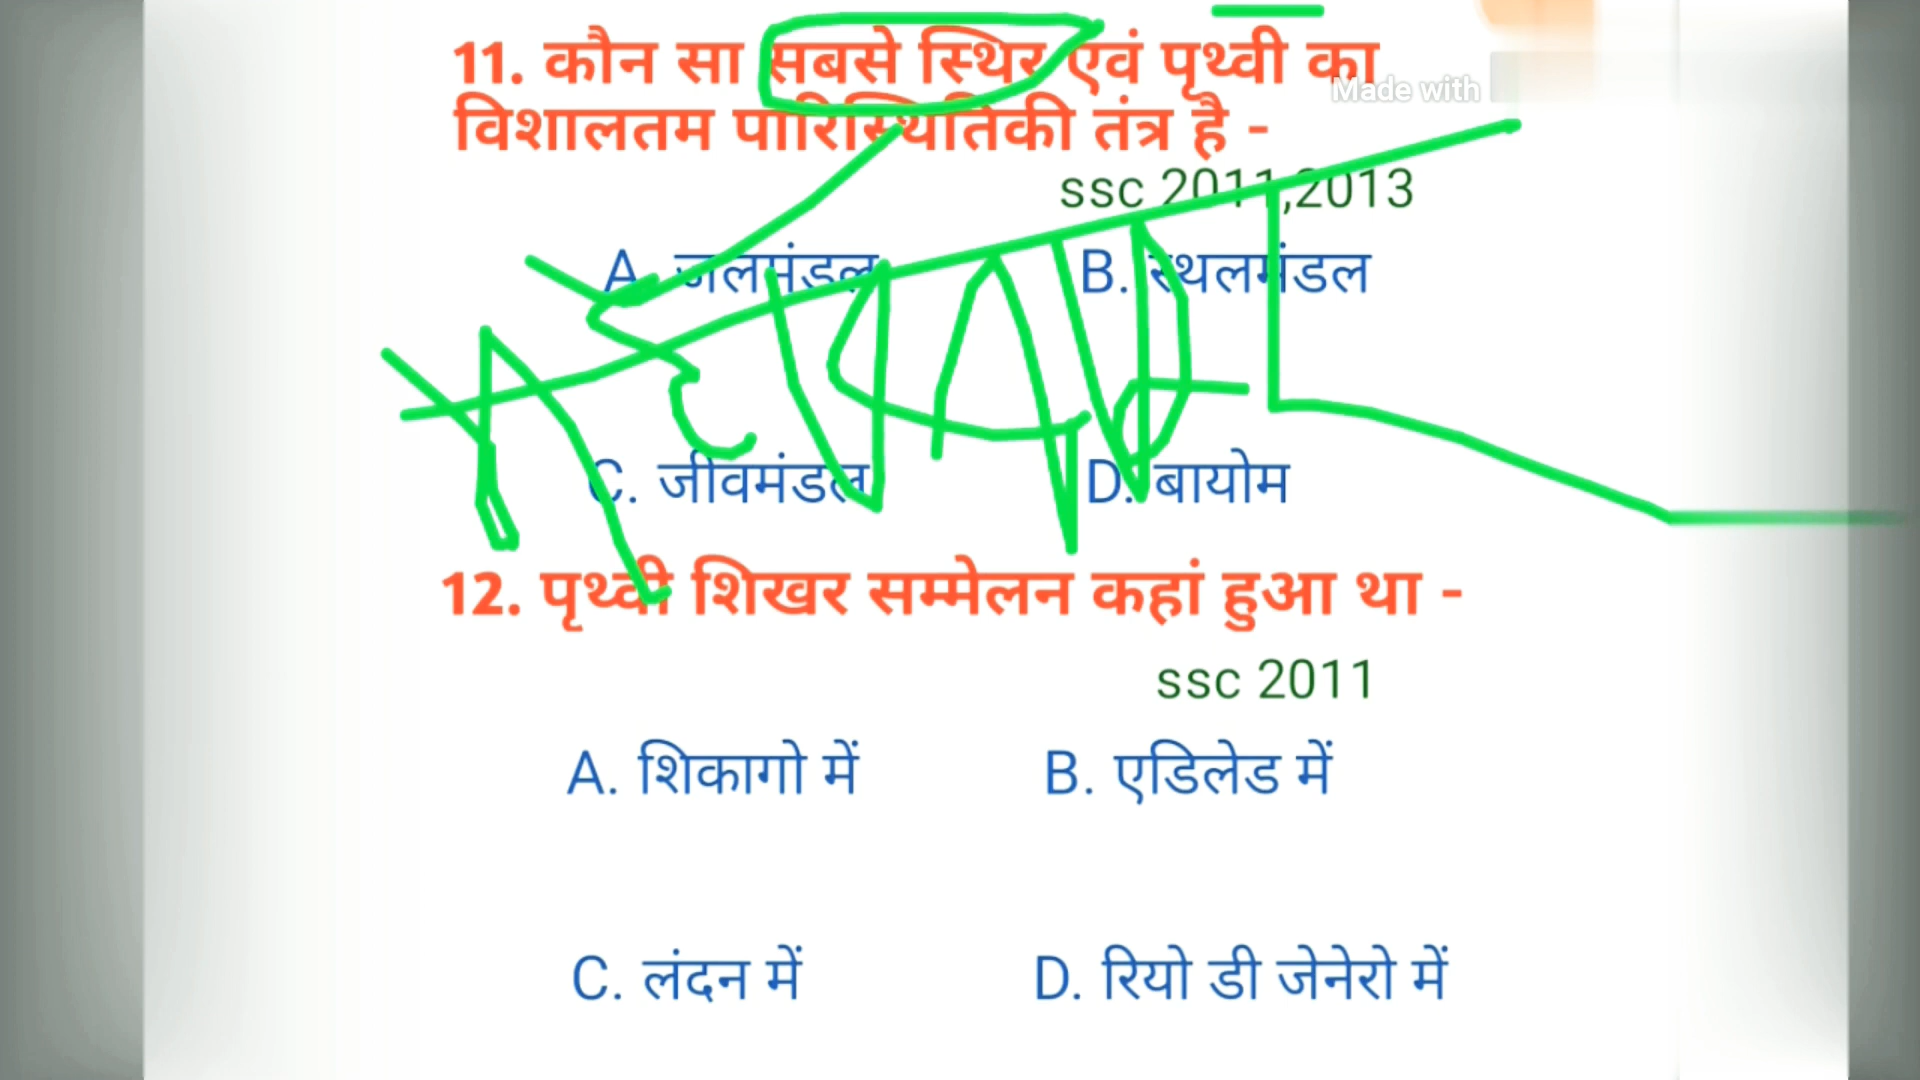 11. कौन सा सबसे स्थिर एवं पृथ्वी का
Made with
विशालतम पारिस्थितिकी तंत्र है -
ssc 2011,2013
A. जलमंडल B. स्थलमंडल
C. जीवमंडल D. बायोम
12. पृथ्वी शिखर सम्मेलन कहां हुआ था -
ssc 2011
A. शिकागो में B. एडिलेड में
C. लंदन में D. रियो डी जेनेरो में